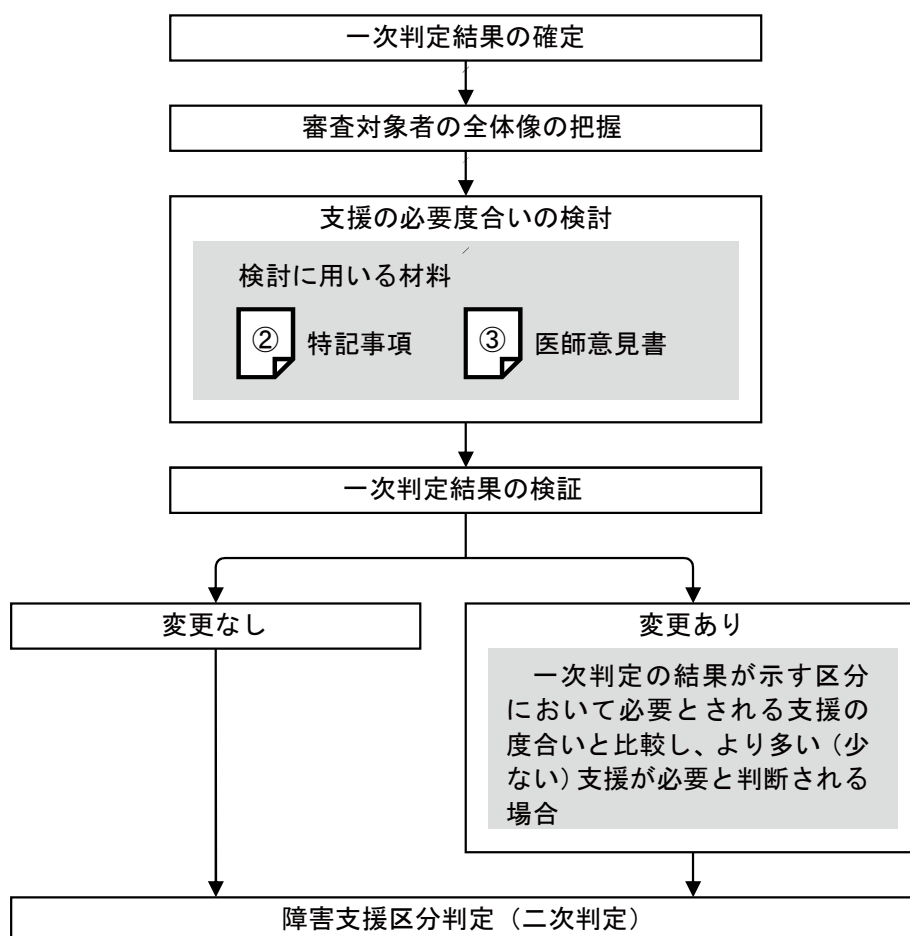 一次判定結果の確定
審査対象者の全体像の把握
支援の必要度合いの検討
検討に用いる材料
② 特記事項 ③ 医師意見書
一次判定結果の検証
変更なし
変更あり
一次判定の結果が示す区分
において必要とされる支援の
度合いと比較し、より多い（少
ない）支援が必要と判断される
場合
障害支援区分判定（二次判定）